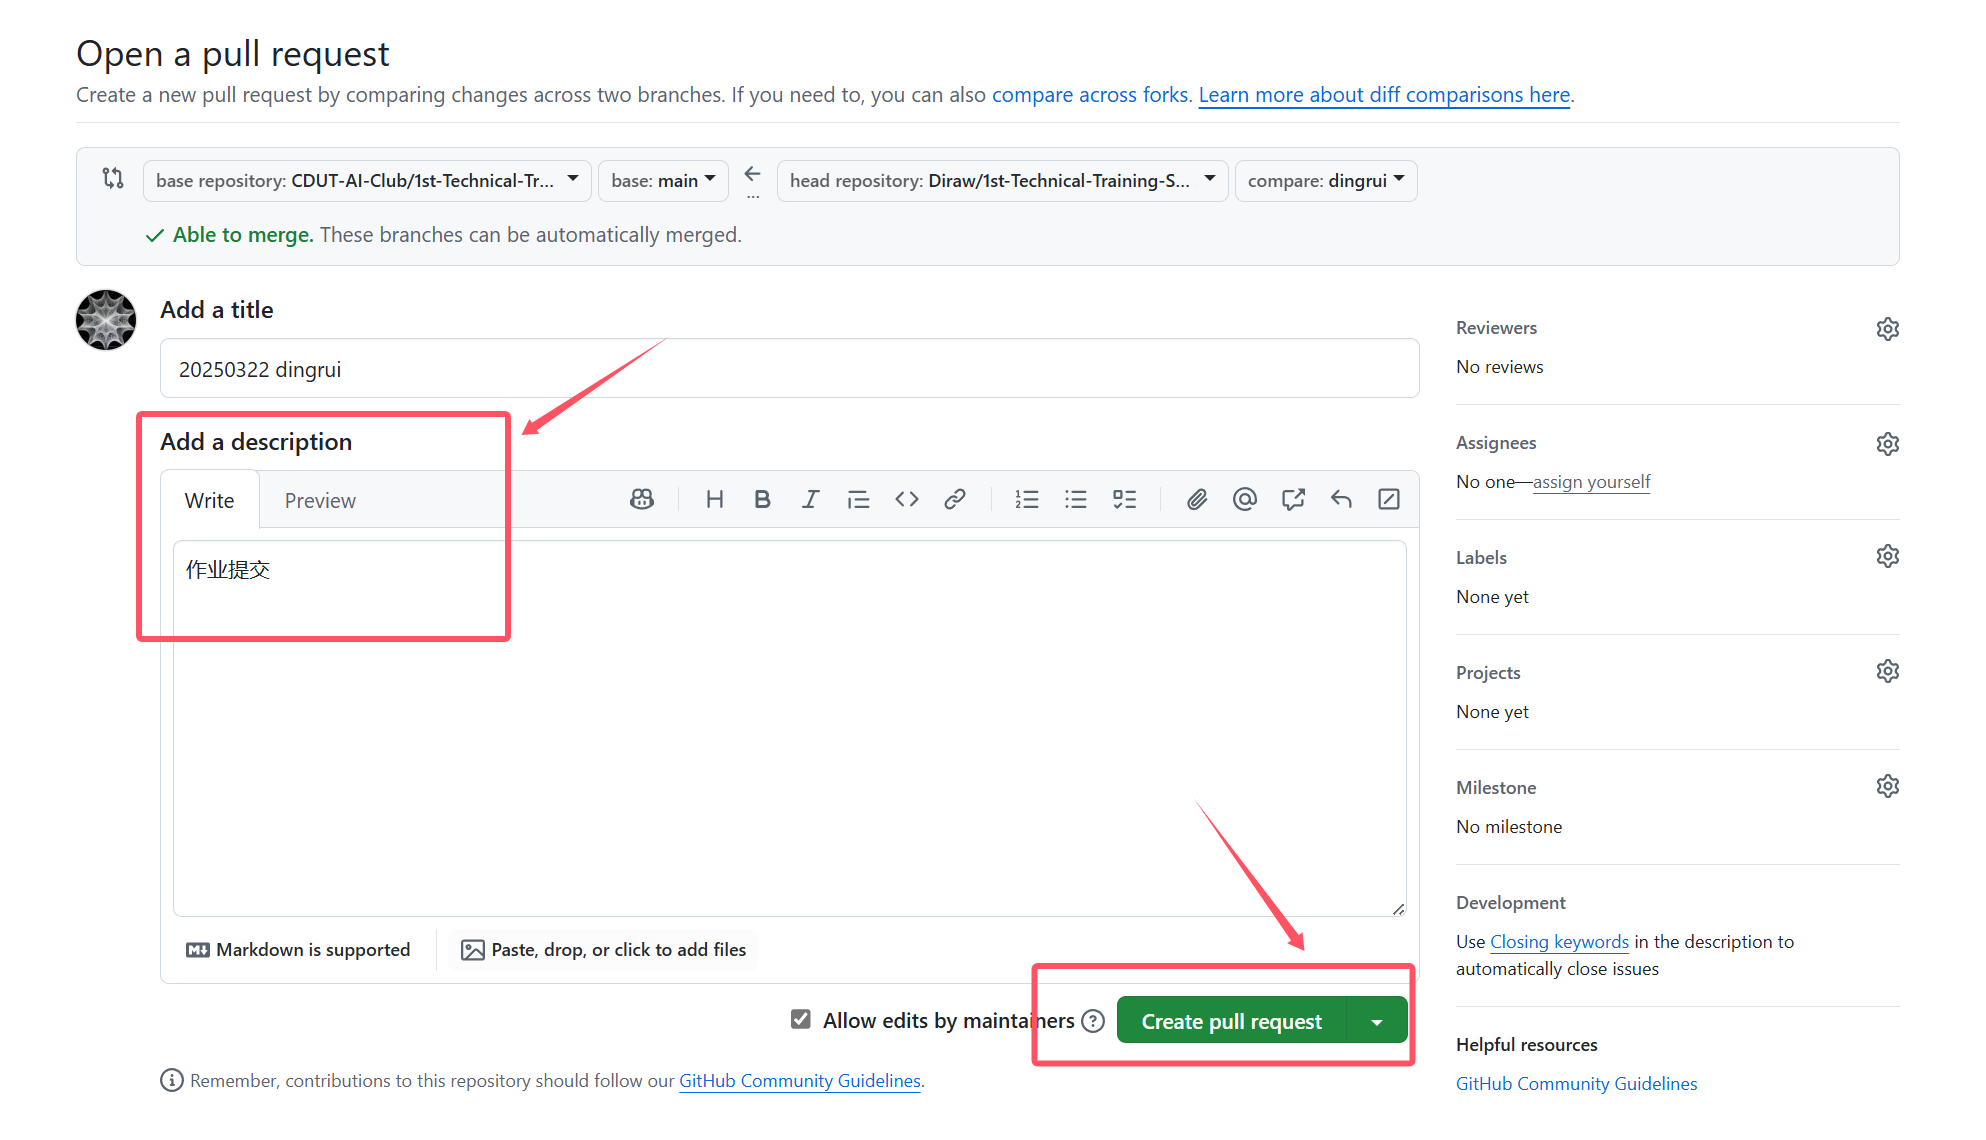 Open a pull request
Create a new pull request by comparing changes across two branches. If you need to, you can also compare across forks. Learn more about diff comparisons here.
base repository: CDUT-AI-Club/1st-Technical-Tr... base: main ... head repository: Diraw/1st-Technical-Training-S... compare: dingrui
Able to merge. These branches can be automatically merged.
Add a title
20250322 dingrui
Add a description
Write Preview
作业提交
Markdown is supported Paste, drop, or click to add files
Allow edits by maintainers Create pull request
Remember, contributions to this repository should follow our GitHub Community Guidelines.
Reviewers
No reviews
Assignees
No one—assign yourself
Labels
None yet
Projects
None yet
Milestone
No milestone
Development
Use Closing keywords in the description to
automatically close issues
Helpful resources
GitHub Community Guidelines